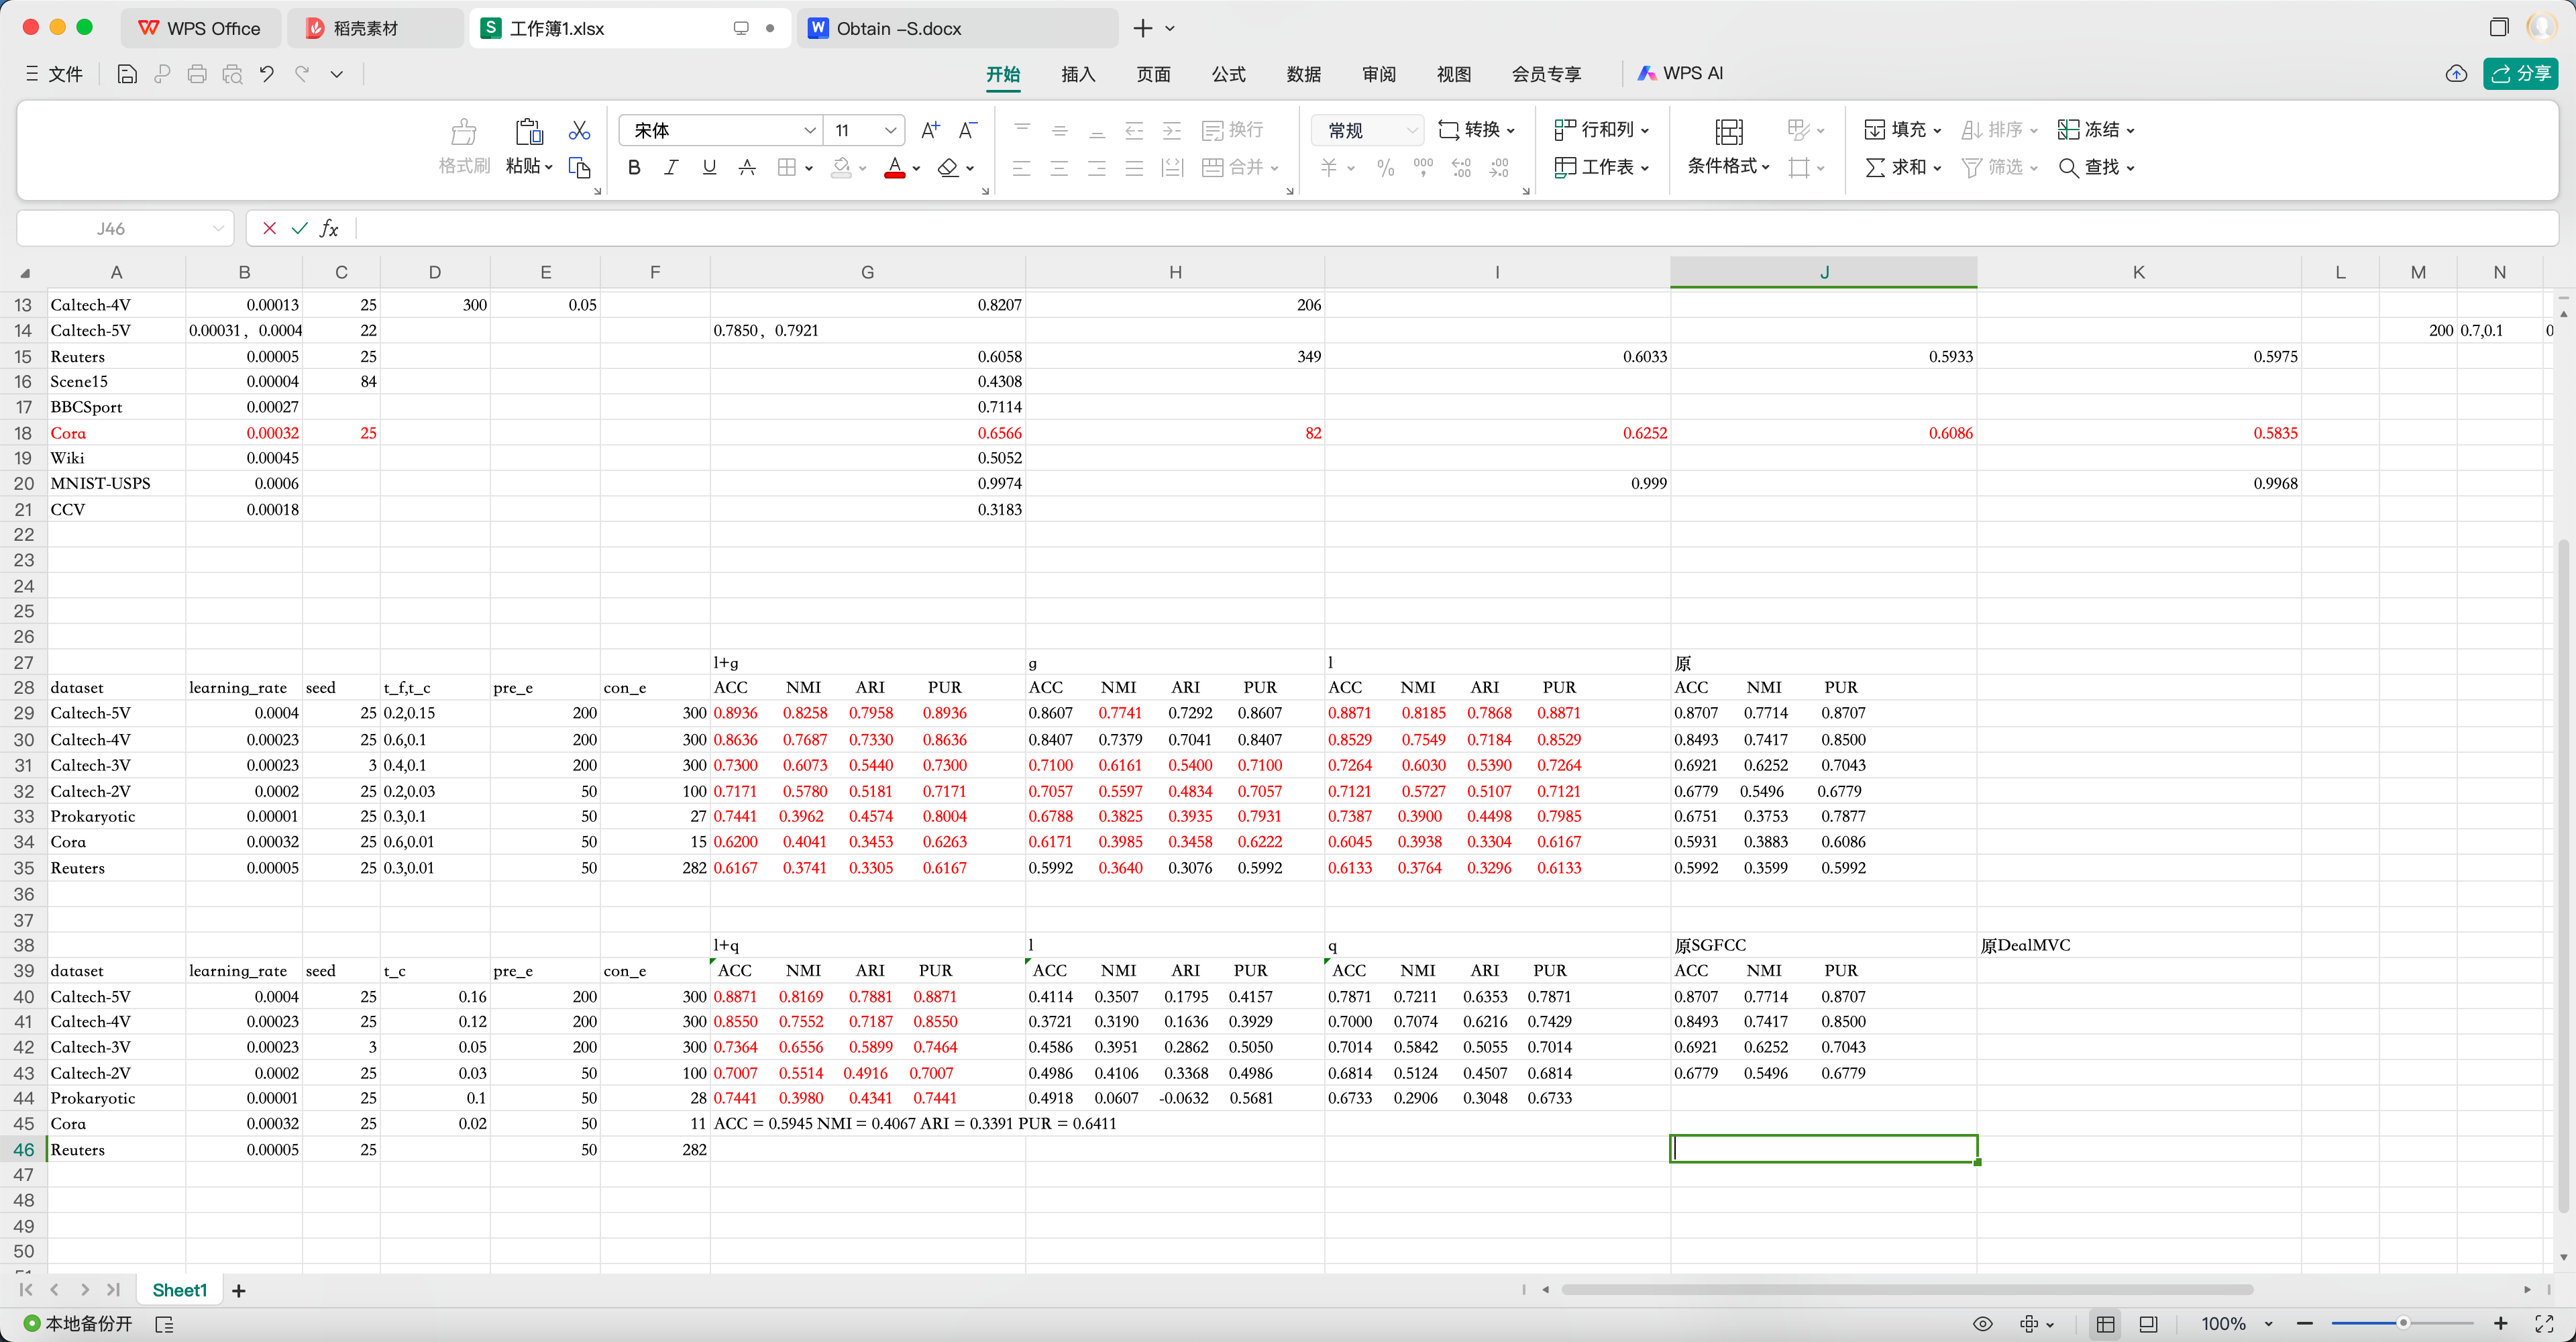 WPS Office 稻壳素材 工作簿1.xlsx Obtain –S.docx
文件 开始 插入 页面 公式 数据 审阅 视图 会员专享 WPS AI 分享
宋体 11 换行 常规 转换 行和列 填充 排序 冻结
格式刷 粘贴 合并 工作表 条件格式 求和 筛选 查找
J46 fx
A B C D E F G H I J K L M N
13 Caltech-4V 0.00013 25 300 0.05 0.8207 206
14 Caltech-5V 0.00031，0.0004 22 0.7850，0.7921 200 0.7,0.1 0
15 Reuters 0.00005 25 0.6058 349 0.6033 0.5933 0.5975
16 Scene15 0.00004 84 0.4308
17 BBCSport 0.00027 0.7114
18 Cora 0.00032 25 0.6566 82 0.6252 0.6086 0.5835
19 Wiki 0.00045 0.5052
20 MNIST-USPS 0.0006 0.9974 0.999 0.9968
21 CCV 0.00018 0.3183
22
23
24
25
26
27 l+g g l 原
28 dataset learning_rate seed t_f,t_c pre_e con_e ACC NMI ARI PUR ACC NMI ARI PUR ACC NMI ARI PUR ACC NMI PUR
29 Caltech-5V 0.0004 25 0.2,0.15 200 300 0.8936 0.8258 0.7958 0.8936 0.8607 0.7741 0.7292 0.8607 0.8871 0.8185 0.7868 0.8871 0.8707 0.7714 0.8707
30 Caltech-4V 0.00023 25 0.6,0.1 200 300 0.8636 0.7687 0.7330 0.8636 0.8407 0.7379 0.7041 0.8407 0.8529 0.7549 0.7184 0.8529 0.8493 0.7417 0.8500
31 Caltech-3V 0.00023 3 0.4,0.1 200 300 0.7300 0.6073 0.5440 0.7300 0.7100 0.6161 0.5400 0.7100 0.7264 0.6030 0.5390 0.7264 0.6921 0.6252 0.7043
32 Caltech-2V 0.0002 25 0.2,0.03 50 100 0.7171 0.5780 0.5181 0.7171 0.7057 0.5597 0.4834 0.7057 0.7121 0.5727 0.5107 0.7121 0.6779 0.5496 0.6779
33 Prokaryotic 0.00001 25 0.3,0.1 50 27 0.7441 0.3962 0.4574 0.8004 0.6788 0.3825 0.3935 0.7931 0.7387 0.3900 0.4498 0.7985 0.6751 0.3753 0.7877
34 Cora 0.00032 25 0.6,0.01 50 15 0.6200 0.4041 0.3453 0.6263 0.6171 0.3985 0.3458 0.6222 0.6045 0.3938 0.3304 0.6167 0.5931 0.3883 0.6086
35 Reuters 0.00005 25 0.3,0.01 50 282 0.6167 0.3741 0.3305 0.6167 0.5992 0.3640 0.3076 0.5992 0.6133 0.3764 0.3296 0.6133 0.5992 0.3599 0.5992
36
37
38 l+q l q 原SGFCC 原DealMVC
39 dataset learning_rate seed t_c pre_e con_e ACC NMI ARI PUR ACC NMI ARI PUR ACC NMI ARI PUR ACC NMI PUR
40 Caltech-5V 0.0004 25 0.16 200 300 0.8871 0.8169 0.7881 0.8871 0.4114 0.3507 0.1795 0.4157 0.7871 0.7211 0.6353 0.7871 0.8707 0.7714 0.8707
41 Caltech-4V 0.00023 25 0.12 200 300 0.8550 0.7552 0.7187 0.8550 0.3721 0.3190 0.1636 0.3929 0.7000 0.7074 0.6216 0.7429 0.8493 0.7417 0.8500
42 Caltech-3V 0.00023 3 0.05 200 300 0.7364 0.6556 0.5899 0.7464 0.4586 0.3951 0.2862 0.5050 0.7014 0.5842 0.5055 0.7014 0.6921 0.6252 0.7043
43 Caltech-2V 0.0002 25 0.03 50 100 0.7007 0.5514 0.4916 0.7007 0.4986 0.4106 0.3368 0.4986 0.6814 0.5124 0.4507 0.6814 0.6779 0.5496 0.6779
44 Prokaryotic 0.00001 25 0.1 50 28 0.7441 0.3980 0.4341 0.7441 0.4918 0.0607 -0.0632 0.5681 0.6733 0.2906 0.3048 0.6733
45 Cora 0.00032 25 0.02 50 11 ACC = 0.5945 NMI = 0.4067 ARI = 0.3391 PUR = 0.6411
46 Reuters 0.00005 25 50 282
47
48
49
50
Sheet1
本地备份开 100%